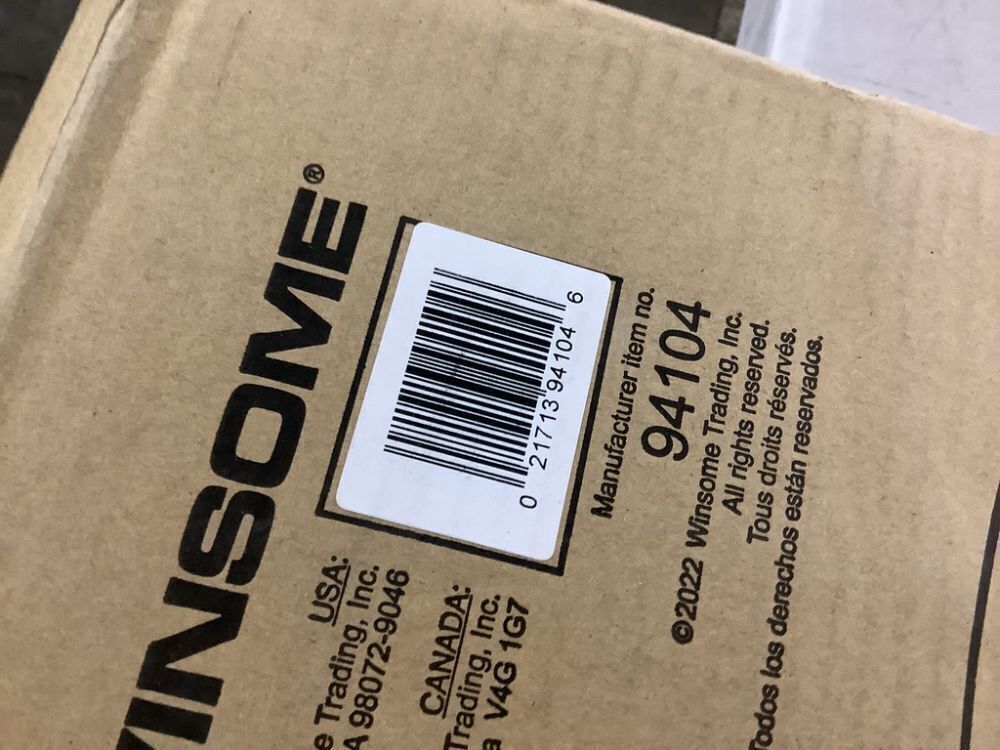 WINSOME®
USA:
Trading, Inc.
98072-9046
CANADA:
Trading, Inc.
V4G 1G7
0 21713 94104 6
Manufacturer item no.
94104
©2022 Winsome Trading, Inc.
All rights reserved.
Tous droits réservés.
Todos los derechos están reservados.